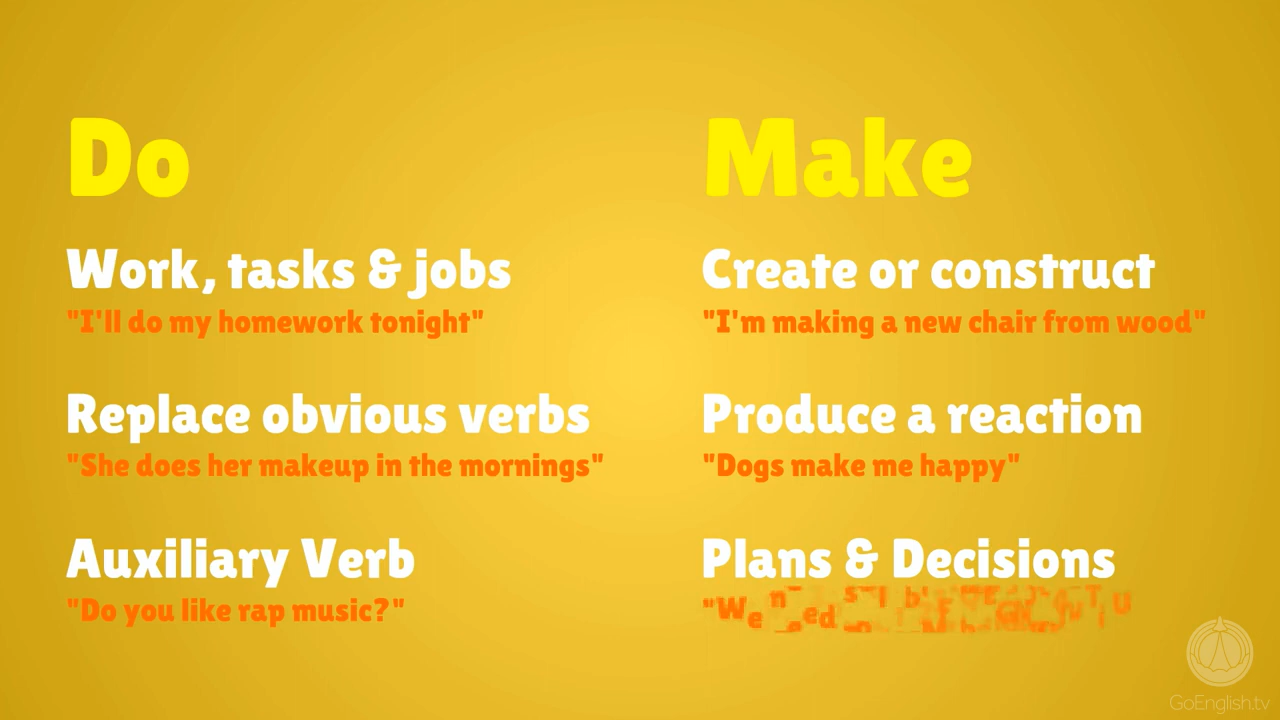 Do
Work, tasks & jobs
"I'll do my homework tonight"
Replace obvious verbs
"She does her makeup in the mornings"
Auxiliary Verb
"Do you like rap music?"
Make
Create or construct
"I'm making a new chair from wood"
Produce a reaction
"Dogs make me happy"
Plans & Decisions
"We
GoEnglish.tv